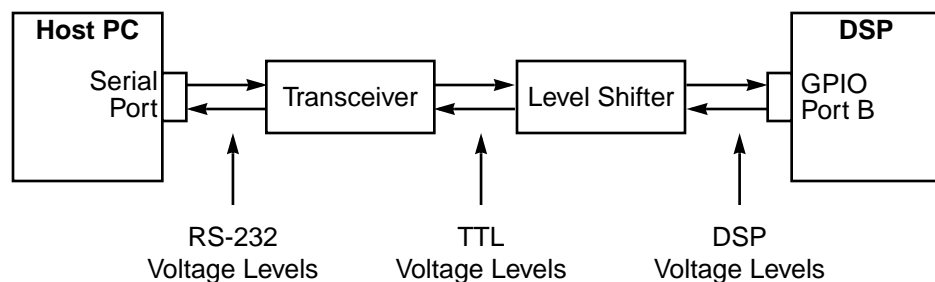 Host PC
Serial
Port
Transceiver
Level Shifter
DSP
GPIO
Port B
RS-232
Voltage Levels
TTL
Voltage Levels
DSP
Voltage Levels